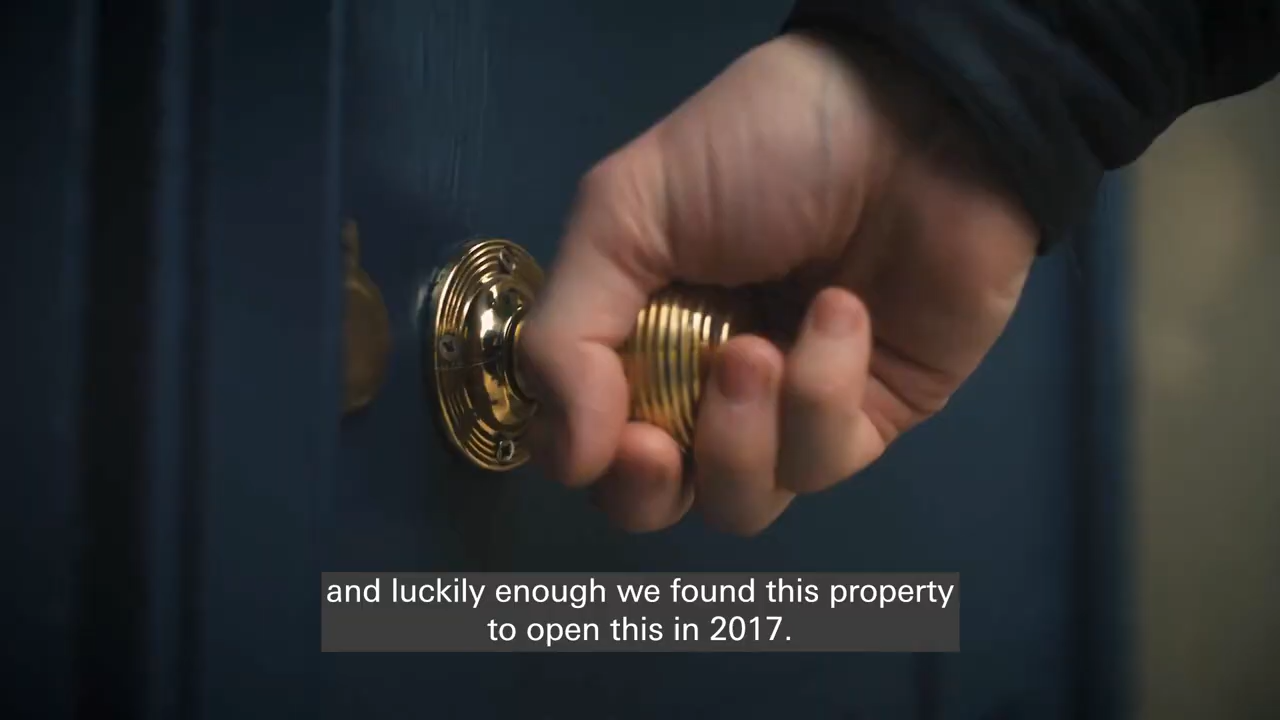 and luckily enough we found this property
to open this in 2017.